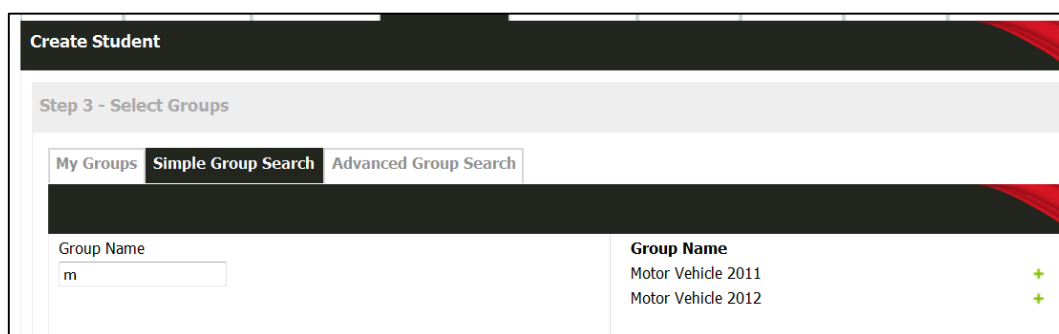 Create Student
Step 3 - Select Groups
My Groups Simple Group Search Advanced Group Search
Group Name
m
Group Name
Motor Vehicle 2011
Motor Vehicle 2012